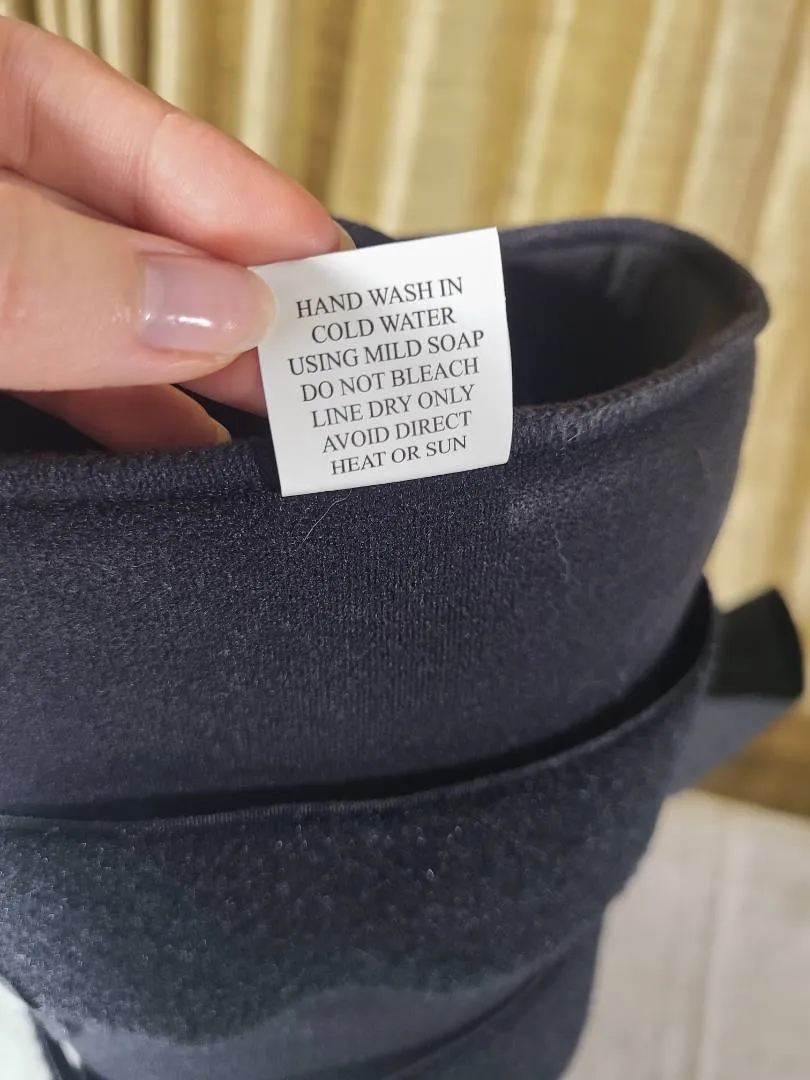 HAND WASH IN
COLD WATER
USING MILD SOAP
DO NOT BLEACH
LINE DRY ONLY
AVOID DIRECT
HEAT OR SUN